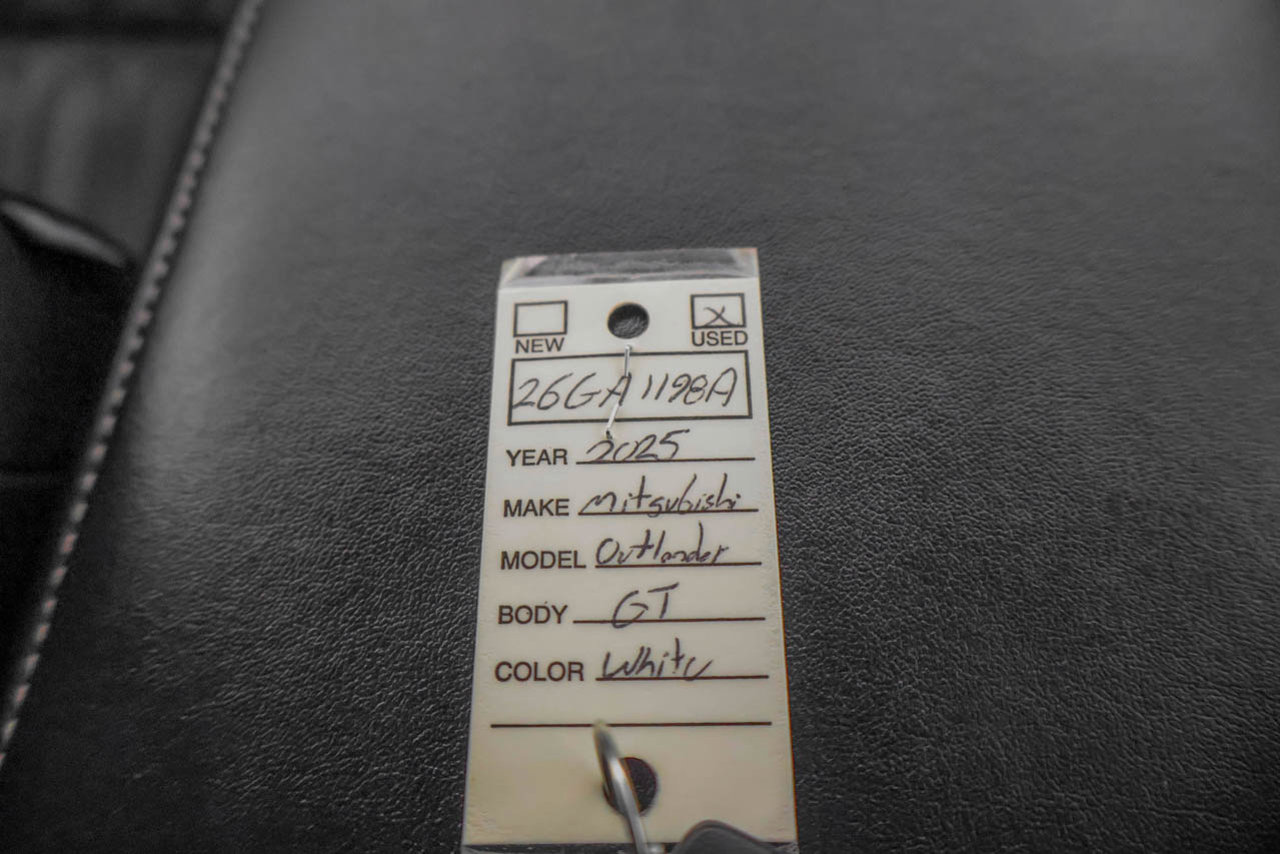 NEW USED
26GA1198A
YEAR 2025
MAKE Mitsubishi
MODEL Outlander
BODY GT
COLOR White